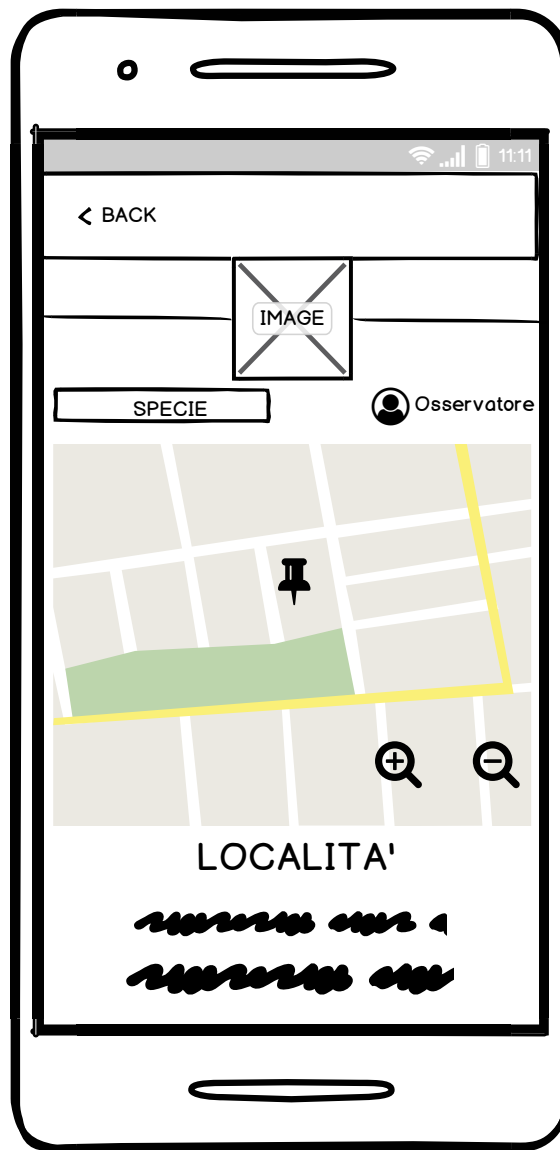 11:11
< BACK
IMAGE
SPECIE
Osservatore
LOCALITA'